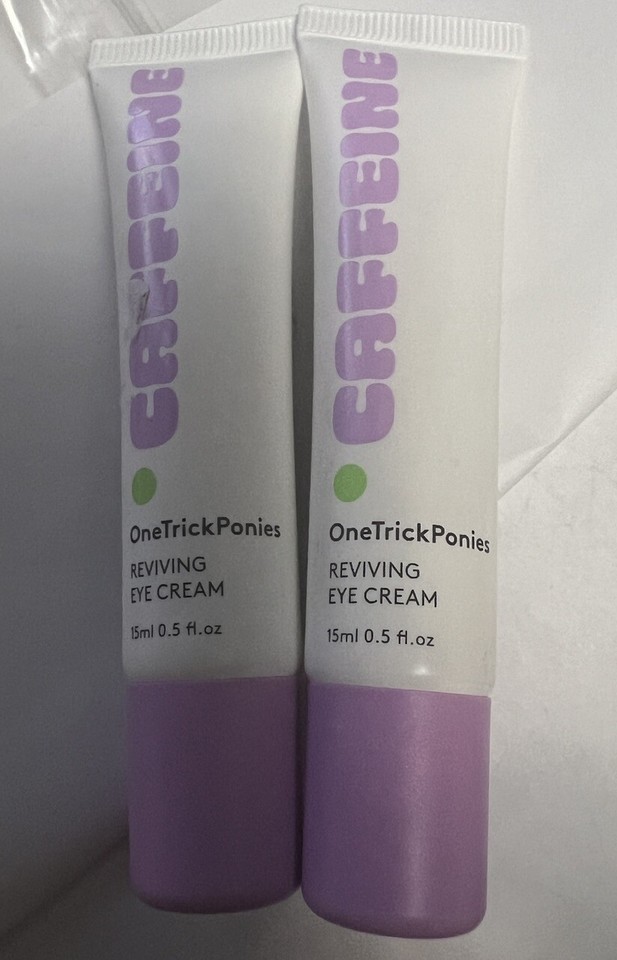 CAFFEINE
OneTrickPonies
REVIVING
EYE CREAM
15ml 0.5 fl.oz
CAFFEINE
OneTrickPonies
REVIVING
EYE CREAM
15ml 0.5 fl.oz